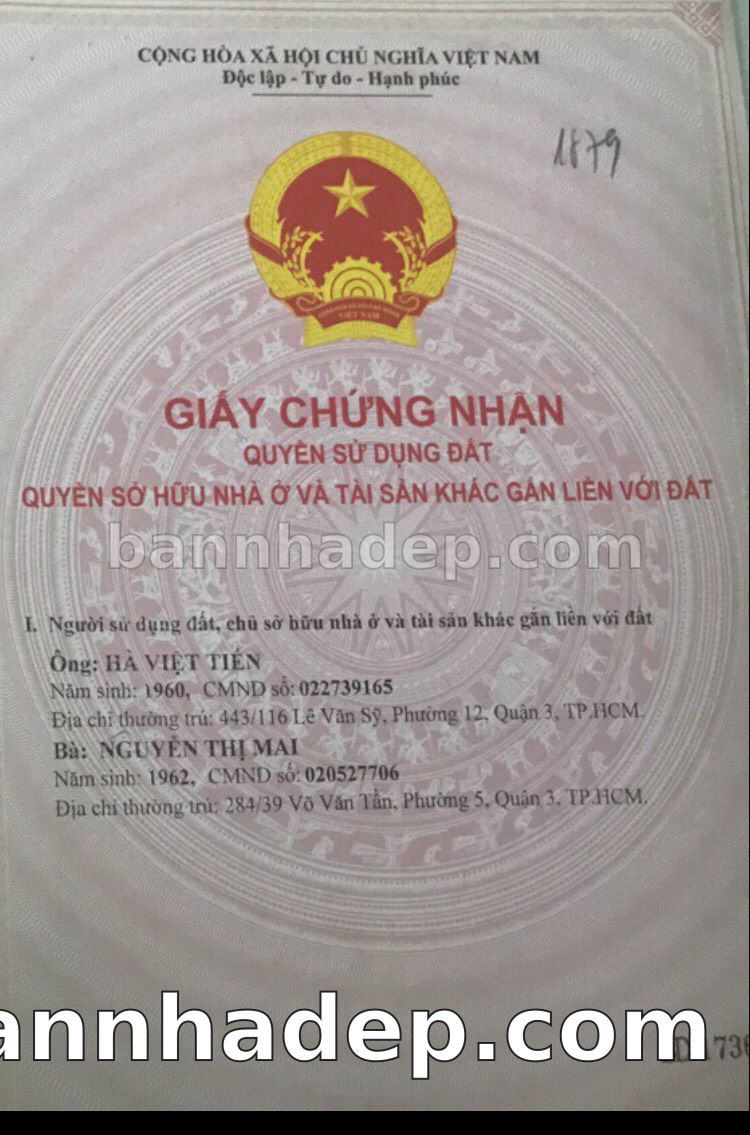 CỘNG HÒA XÃ HỘI CHỦ NGHĨA VIỆT NAM
Độc lập - Tự do - Hạnh phúc
1879
VIỆT NAM
GIẤY CHỨNG NHẬN
QUYỀN SỬ DỤNG ĐẤT
QUYỀN SỞ HỮU NHÀ Ở VÀ TÀI SẢN KHÁC GẮN LIỀN VỚI ĐẤT
bannhadep.com
I. Người sử dụng đất, chủ sở hữu nhà ở và tài sản khác gắn liền với đất
Ông: HÀ VIỆT TIẾN
Năm sinh: 1960, CMND số: 022739165
Địa chỉ thường trú: 443/116 Lê Văn Sỹ, Phường 12, Quận 3, TP.HCM.
Bà: NGUYỄN THỊ MAI
Năm sinh: 1962, CMND số: 020527706
Địa chỉ thường trú: 284/39 Võ Văn Tần, Phường 5, Quận 3, TP.HCM.
annhadep.com